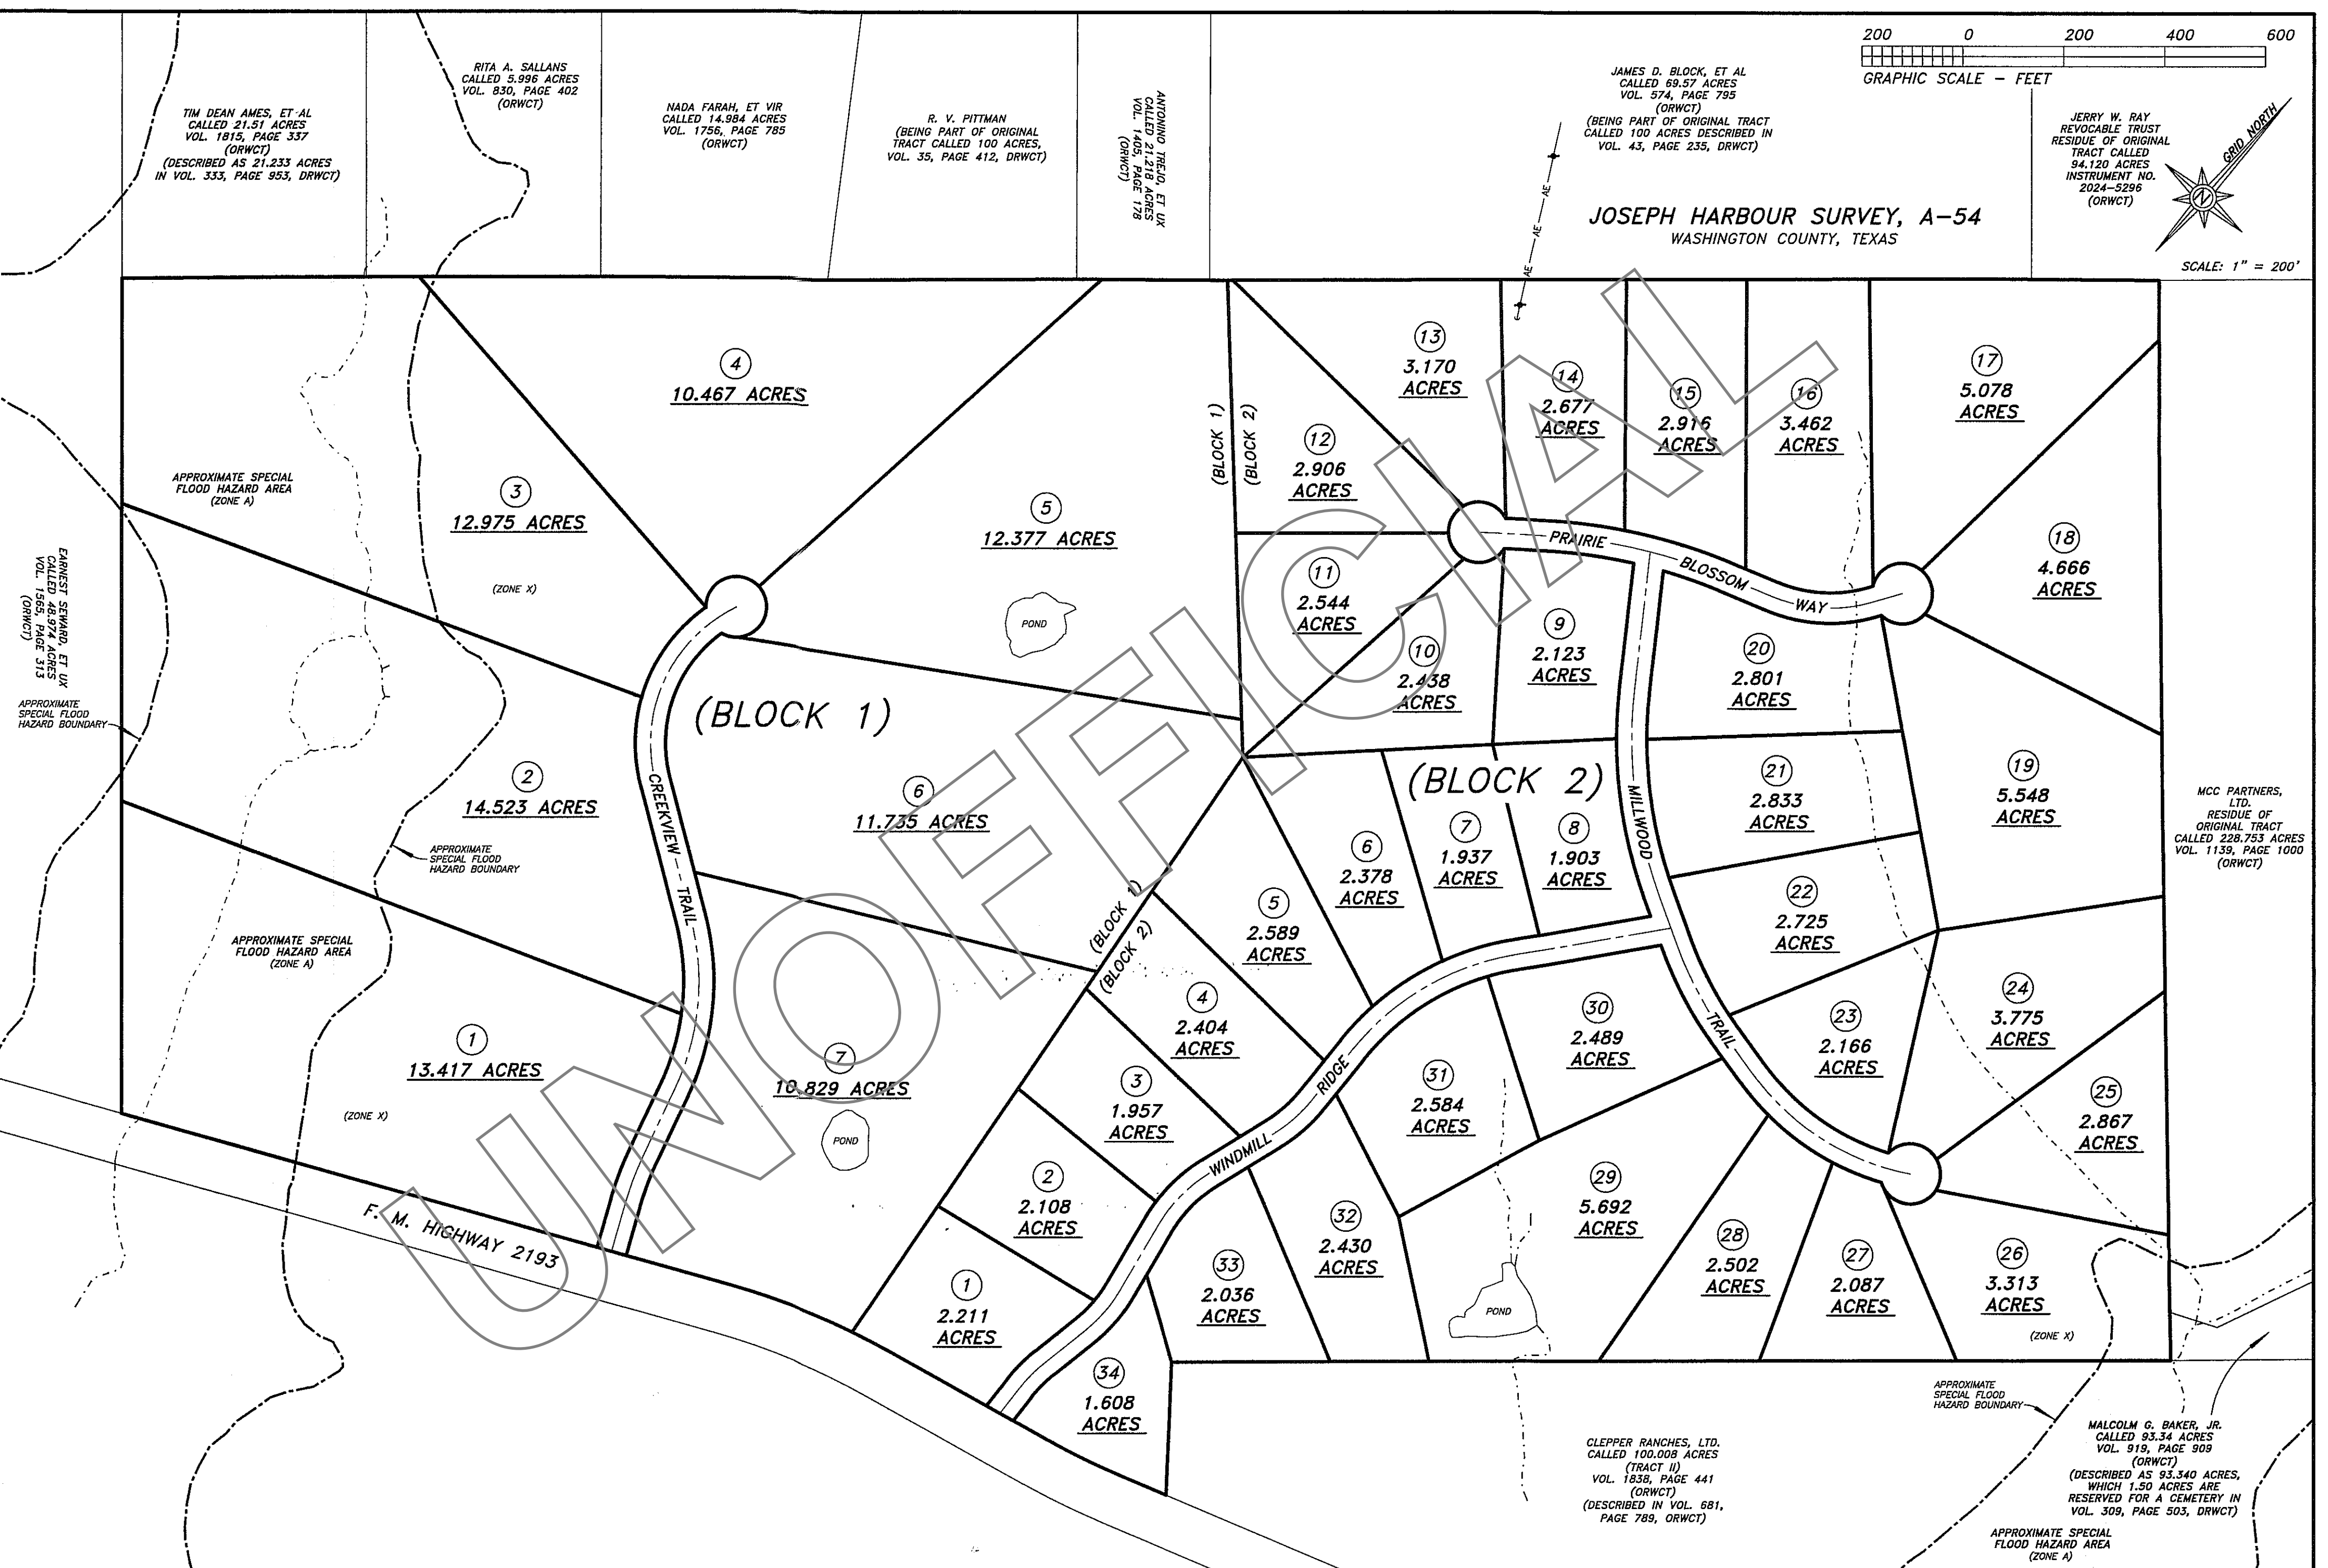 200 0 200 400 600
GRAPHIC SCALE – FEET
GRID NORTH
N
SCALE: 1" = 200'
TIM DEAN AMES, ET AL
CALLED 21.51 ACRES
VOL. 1815, PAGE 337
(ORWCT)
(DESCRIBED AS 21.233 ACRES
IN VOL. 333, PAGE 953, DRWCT)
RITA A. SALLANS
CALLED 5.996 ACRES
VOL. 830, PAGE 402
(ORWCT)
NADA FARAH, ET VIR
CALLED 14.984 ACRES
VOL. 1756, PAGE 785
(ORWCT)
R. V. PITTMAN
(BEING PART OF ORIGINAL
TRACT CALLED 100 ACRES,
VOL. 35, PAGE 412, DRWCT)
ANTONINO TREJO, ET UX
CALLED 21.218 ACRES
VOL. 1405, PAGE 178
(ORWCT)
JAMES D. BLOCK, ET AL
CALLED 69.57 ACRES
VOL. 574, PAGE 795
(ORWCT)
(BEING PART OF ORIGINAL TRACT
CALLED 100 ACRES DESCRIBED IN
VOL. 43, PAGE 235, DRWCT)
AE
AE
AE
JOSEPH HARBOUR SURVEY, A–54
WASHINGTON COUNTY, TEXAS
JERRY W. RAY
REVOCABLE TRUST
RESIDUE OF ORIGINAL
TRACT CALLED
94.120 ACRES
INSTRUMENT NO.
2024–5296
(ORWCT)
4
10.467 ACRES
3
12.975 ACRES
(ZONE X)
APPROXIMATE SPECIAL
FLOOD HAZARD AREA
(ZONE A)
5
12.377 ACRES
POND
(BLOCK 1)
(BLOCK 2)
13
3.170
ACRES
12
2.906
ACRES
14
2.677
ACRES
15
2.916
ACRES
16
3.462
ACRES
17
5.078
ACRES
18
4.666
ACRES
11
2.544
ACRES
10
2.438
ACRES
9
2.123
ACRES
PRAIRIE BLOSSOM WAY
20
2.801
ACRES
19
5.548
ACRES
EARNEST SEWARD, ET UX
CALLED 48.974 ACRES
VOL. 1565, PAGE 313
(ORWCT)
APPROXIMATE
SPECIAL FLOOD
HAZARD BOUNDARY
(BLOCK 1)
2
14.523 ACRES
APPROXIMATE
SPECIAL FLOOD
HAZARD BOUNDARY
CREEKVIEW TRAIL
6
11.735 ACRES
(BLOCK 2)
21
2.833
ACRES
MILLWOOD TRAIL
MCC PARTNERS,
LTD.
RESIDUE OF
ORIGINAL TRACT
CALLED 228.753 ACRES
VOL. 1139, PAGE 1000
(ORWCT)
6
2.378
ACRES
7
1.937
ACRES
8
1.903
ACRES
22
2.725
ACRES
5
2.589
ACRES
(BLOCK 1)
(BLOCK 2)
APPROXIMATE SPECIAL
FLOOD HAZARD AREA
(ZONE A)
1
13.417 ACRES
(ZONE X)
7
10.829 ACRES
POND
4
2.404
ACRES
3
1.957
ACRES
2
2.108
ACRES
1
2.211
ACRES
WINDMILL RIDGE
30
2.489
ACRES
31
2.584
ACRES
23
2.166
ACRES
24
3.775
ACRES
25
2.867
ACRES
29
5.692
ACRES
32
2.430
ACRES
33
2.036
ACRES
28
2.502
ACRES
27
2.087
ACRES
26
3.313
ACRES
(ZONE X)
POND
34
1.608
ACRES
F. M. HIGHWAY 2193
CLEPPER RANCHES, LTD.
CALLED 100.008 ACRES
(TRACT II)
VOL. 1838, PAGE 441
(ORWCT)
(DESCRIBED IN VOL. 681,
PAGE 789, ORWCT)
APPROXIMATE
SPECIAL FLOOD
HAZARD BOUNDARY
MALCOLM G. BAKER, JR.
CALLED 93.34 ACRES
VOL. 919, PAGE 909
(ORWCT)
(DESCRIBED AS 93.340 ACRES,
WHICH 1.50 ACRES ARE
RESERVED FOR A CEMETERY IN
VOL. 309, PAGE 503, DRWCT)
APPROXIMATE SPECIAL
FLOOD HAZARD AREA
(ZONE A)
UNOFFICIAL